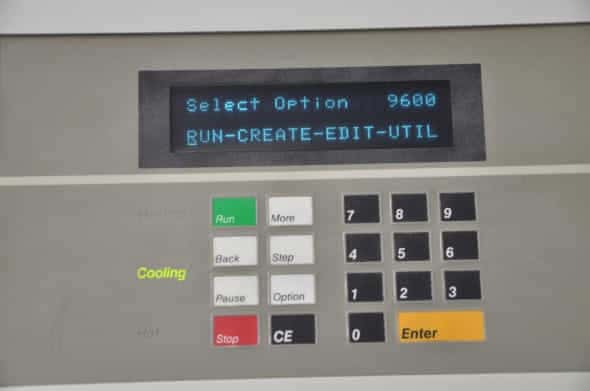 Select Option 9600
RUN-CREATE-EDIT-UTIL
Run More 7 8 9
Back Step 4 5 6
Cooling
Pause Option 1 2 3
Hot
Stop CE 0 Enter